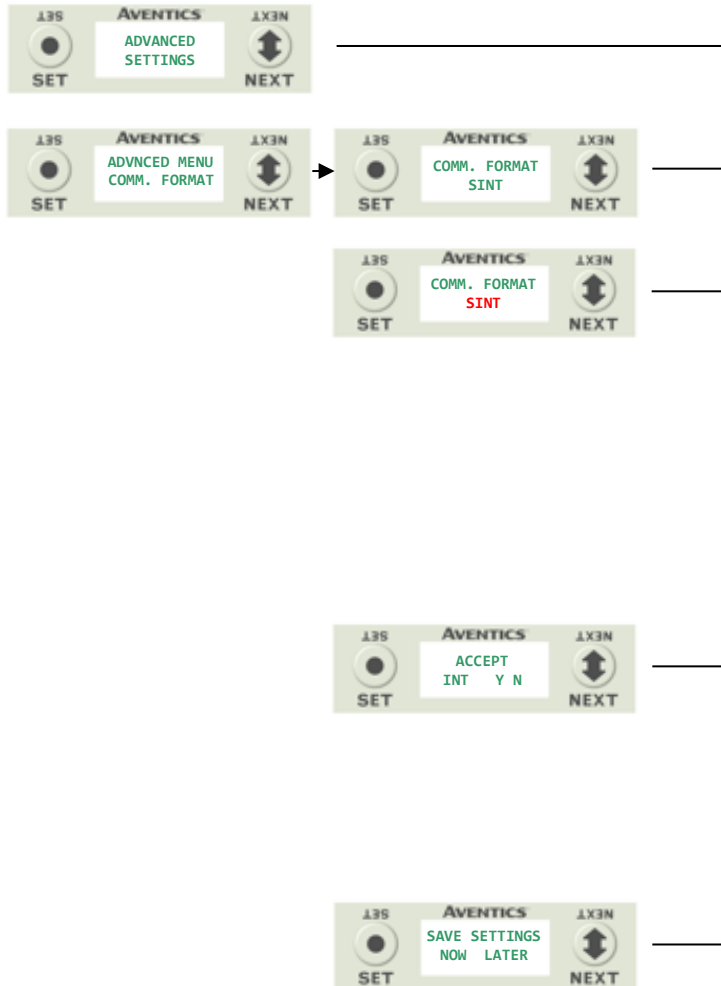 SET AVENTICS NEXT
ADVANCED
SETTINGS
SET NEXT
SET AVENTICS NEXT
ADVNCED MENU
COMM. FORMAT
SET NEXT
SET AVENTICS NEXT
COMM. FORMAT
SINT
SET NEXT
SET AVENTICS NEXT
COMM. FORMAT
SINT
SET NEXT
SET AVENTICS NEXT
ACCEPT
INT Y N
SET NEXT
SET AVENTICS NEXT
SAVE SETTINGS
NOW LATER
SET NEXT